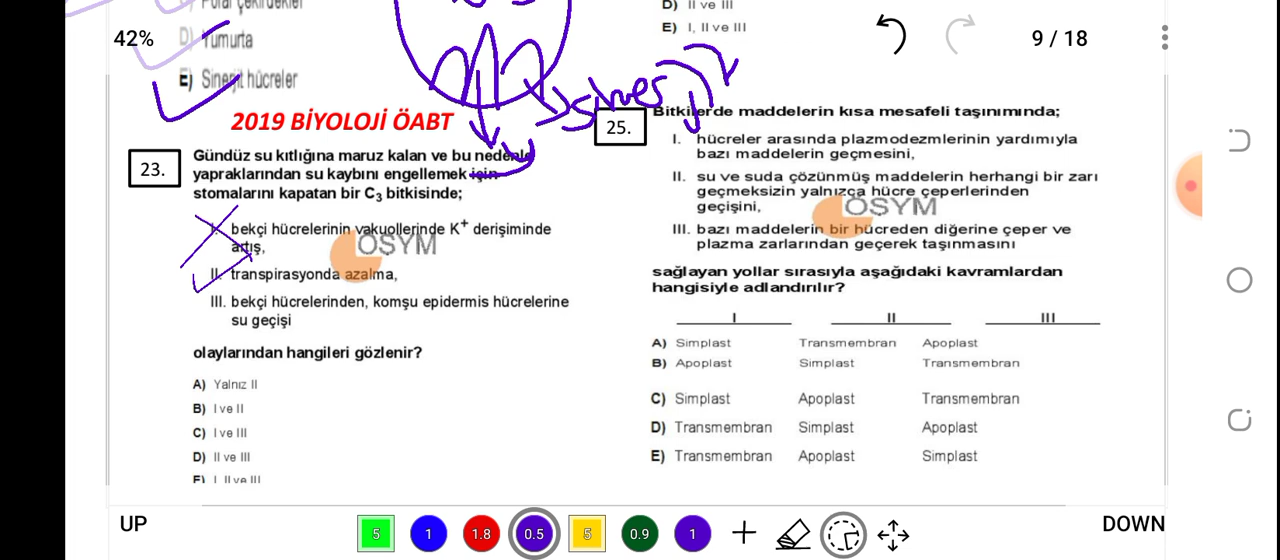 42%
9 / 18
D) Yumurta
E) Sinerjit hücreler
2019 BİYOLOJİ ÖABT
23.
Gündüz su kıtlığına maruz kalan ve bu nedenle
yapraklarından su kaybını engellemek için
stomalarını kapatan bir C3 bitkisinde;
I. bekçi hücrelerinin vakuollerinde K+ derişiminde
artış,
II. transpirasyonda azalma,
III. bekçi hücrelerinden, komşu epidermis hücrelerine
su geçişi
ÖSYM
olaylarından hangileri gözlenir?
A) Yalnız II
B) I ve II
C) I ve III
D) II ve III
E) I, II ve III
D) II ve III
E) I, II ve III
25.
Bitkilerde maddelerin kısa mesafeli taşınımında;
I. hücreler arasında plazmodezmlerinin yardımıyla
bazı maddelerin geçmesini,
II. su ve suda çözünmüş maddelerin herhangi bir zarı
geçmeksizin yalnızca hücre çeperlerinden
geçişini,
ÖSYM
III. bazı maddelerin bir hücreden diğerine çeper ve
plazma zarlarından geçerek taşınmasını
sağlayan yollar sırasıyla aşağıdaki kavramlardan
hangisiyle adlandırılır?
I II III
A) Simplast Transmembran Apoplast
B) Apoplast Simplast Transmembran
C) Simplast Apoplast Transmembran
D) Transmembran Simplast Apoplast
E) Transmembran Apoplast Simplast
UP
5 1 1.8 0.5 5 0.9 1
DOWN